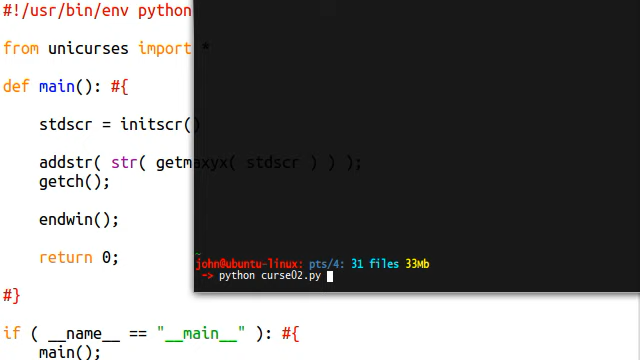 #!/usr/bin/env python
from unicurses import *
def main(): #{
stdscr = initscr()
addstr( str( getmaxyx( stdscr ) ) );
getch();
endwin();
return 0;
#}
if ( __name__ == "__main__" ): #{
main();
~
john@ubuntu-linux: pts/4: 31 files 33Mb
-> python curse02.py